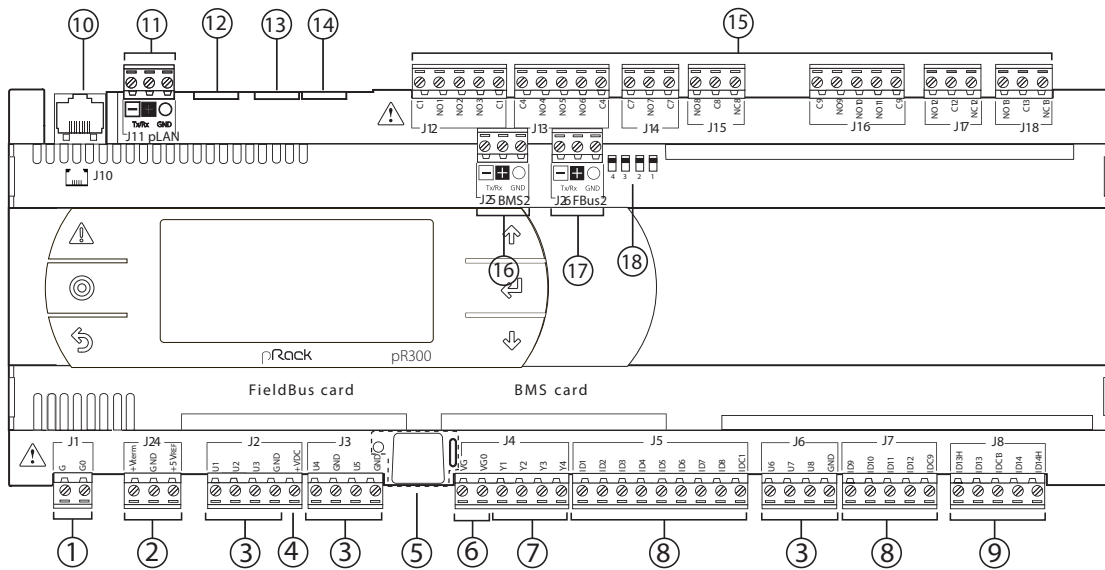 10 11 12 13 14 15
C1 NO1 NO2 NO3 C1
J12
C4 NO4 NO5 NO6 C4
J13
C7 NO7 C7
J14
NO8 C8 NC8
J15
C9 NO9 NO10 NO11 C9
J16
NO12 C12 NC12
J17
NO13 C13 NC13
J18
Tx/Rx GND
J11 pLAN
J10
Tx/Rx GND
J25 BMS2
Tx/Rx GND
J26 FBus2
4 3 2 1
16 17 18
pRack pR300
FieldBus card BMS card
J1
G G0
J24
+Vterm GND +5VREF
J2
U1 U2 U3 GND +VDC
J3
U4 GND U5 GND
J4
VG VG0 Y1 Y2 Y3 Y4
J5
ID1 ID2 ID3 ID4 ID5 ID6 ID7 ID8 IDC1
J6
U6 U7 U8 GND
J7
ID9 ID10 ID11 ID12 IDC9
J8
ID13H ID13 IDC13 ID14 ID14H
1 2 3 4 3 5 6 7 8 3 8 9